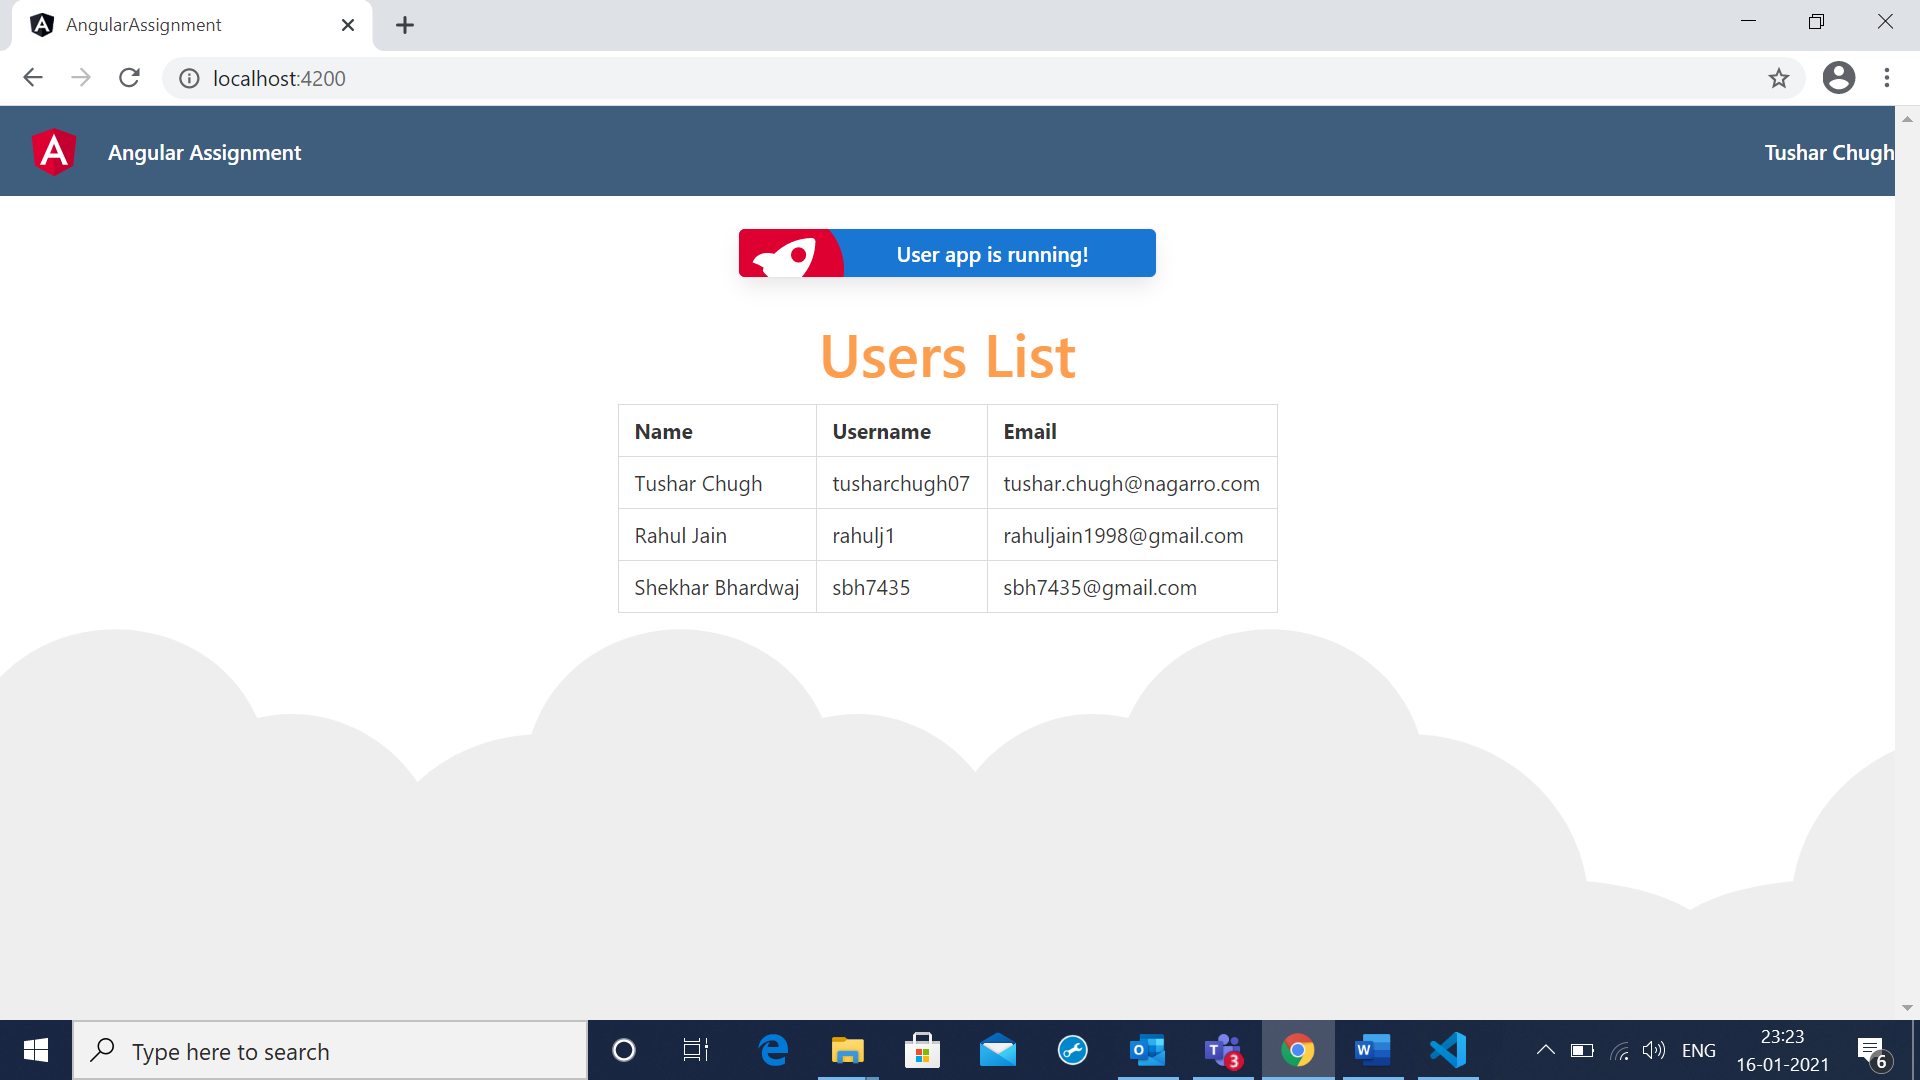 AngularAssignment
localhost:4200
Angular Assignment
Tushar Chugh
User app is running!
Users List
Name Username Email
Tushar Chugh tusharchugh07 tushar.chugh@nagarro.com
Rahul Jain rahulj1 rahuljain1998@gmail.com
Shekhar Bhardwaj sbh7435 sbh7435@gmail.com
Type here to search
3
ENG
23:23
16-01-2021
6